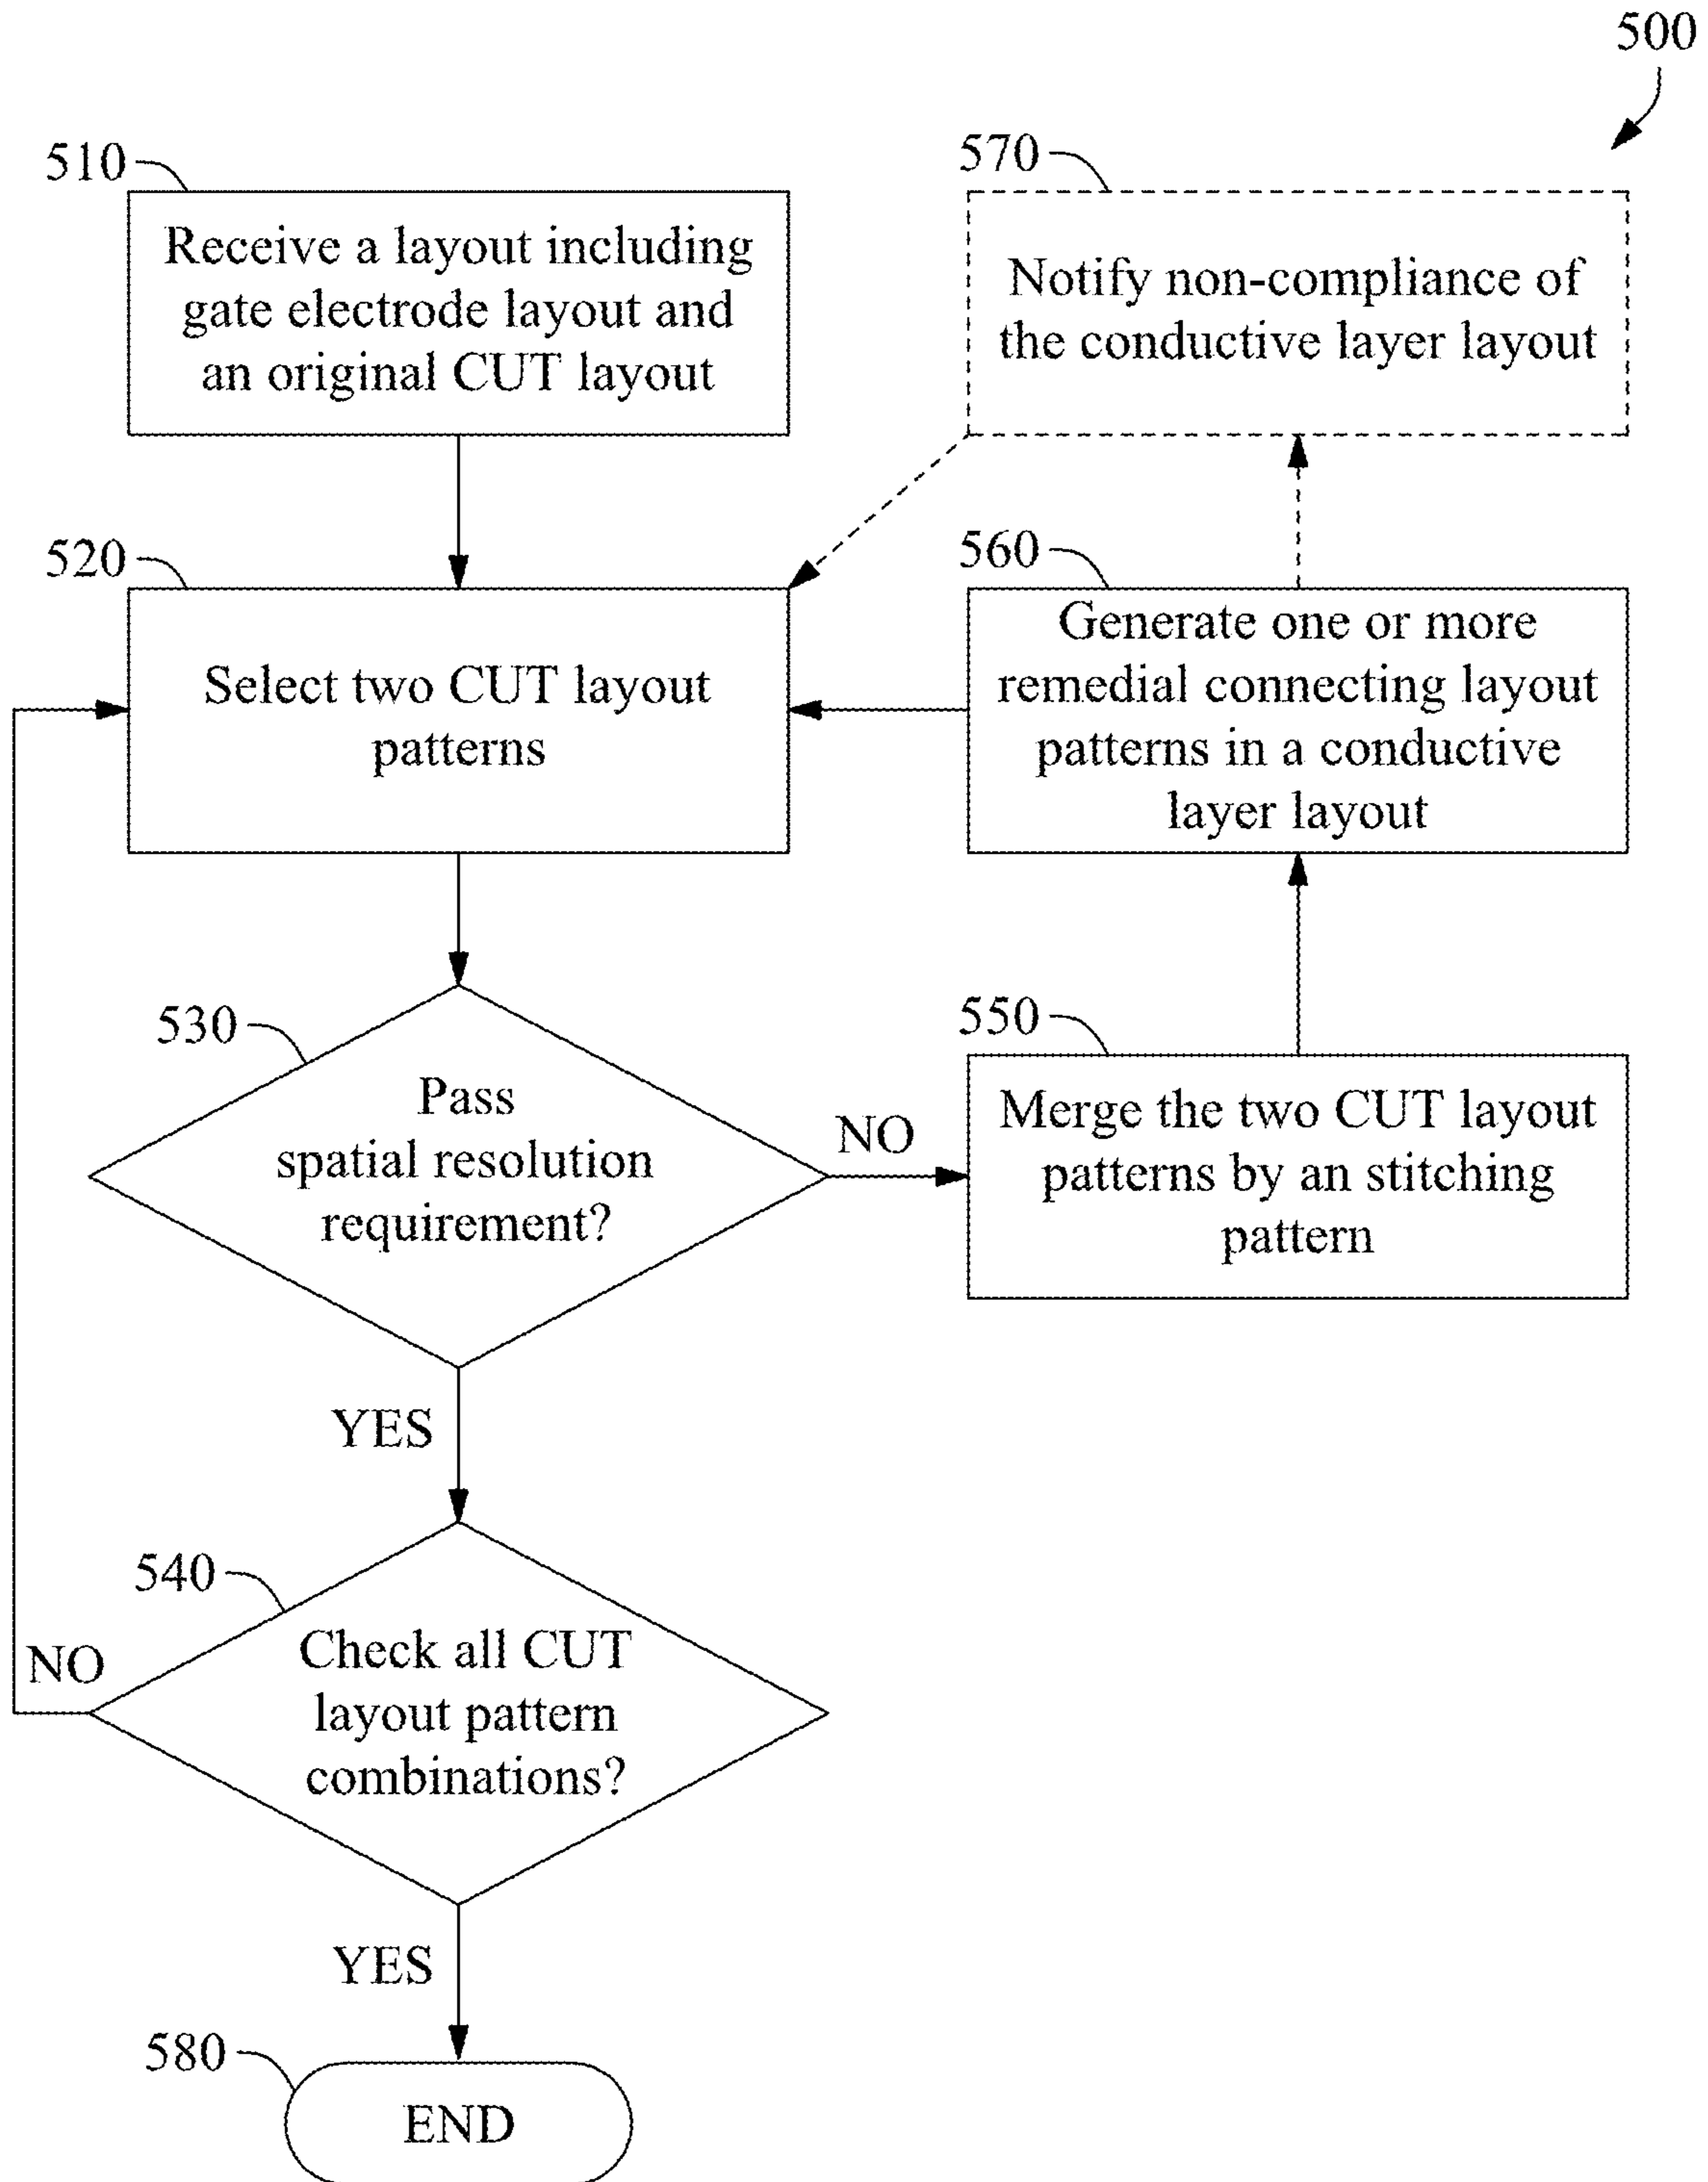 500
510
Receive a layout including
gate electrode layout and
an original CUT layout
570
Notify non-compliance of
the conductive layer layout
520
Select two CUT layout
patterns
560
Generate one or more
remedial connecting layout
patterns in a conductive
layer layout
530
Pass
spatial resolution
requirement?
NO
550
Merge the two CUT layout
patterns by an stitching
pattern
YES
540
Check all CUT
layout pattern
combinations?
NO
YES
580
END